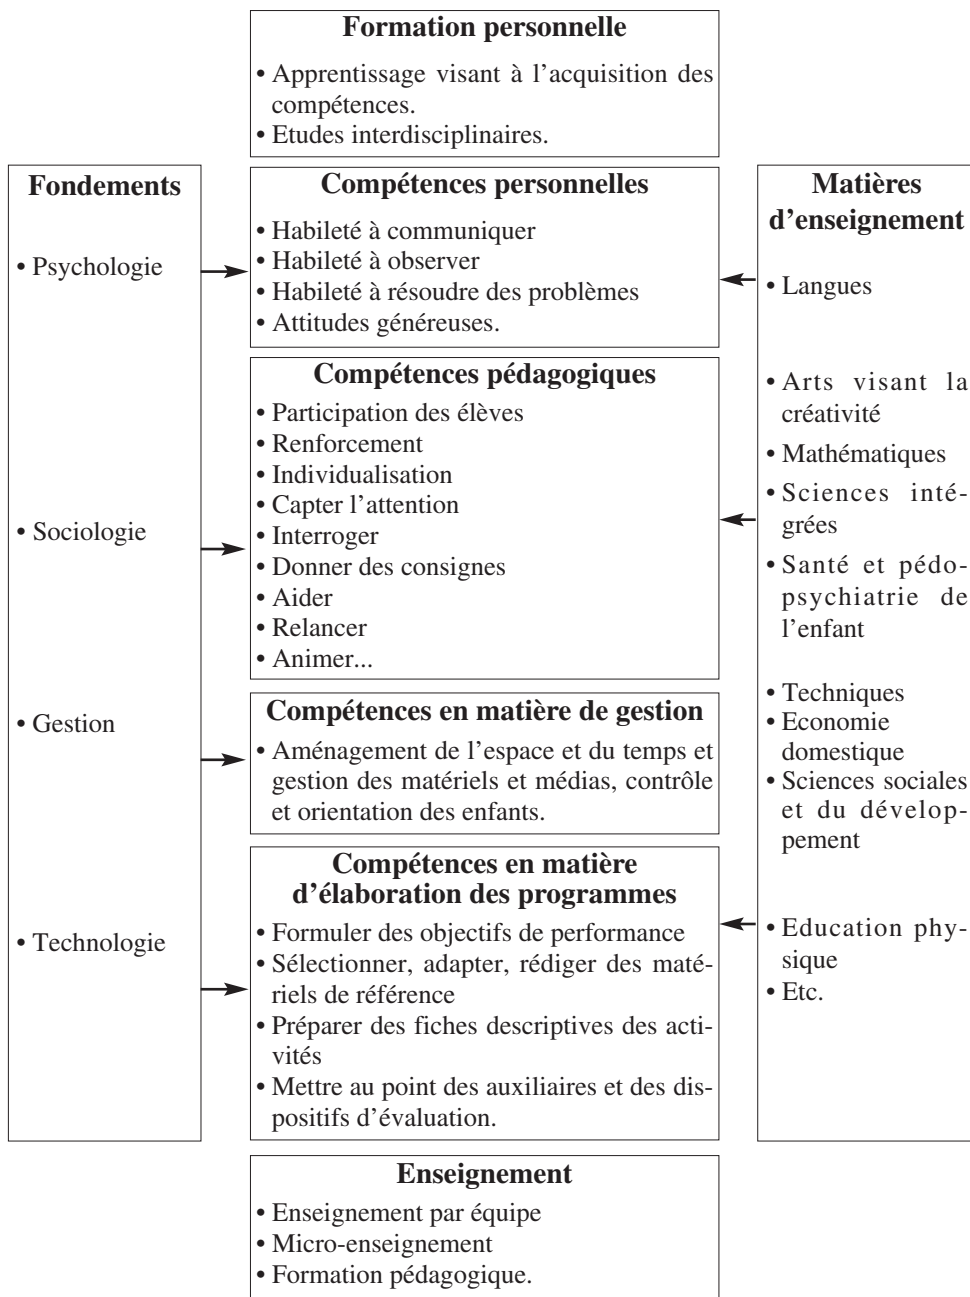 Formation personnelle
• Apprentissage visant à l’acquisition des
compétences.
• Etudes interdisciplinaires.
Fondements
• Psychologie
• Sociologie
• Gestion
• Technologie
Compétences personnelles
• Habileté à communiquer
• Habileté à observer
• Habileté à résoudre des problèmes
• Attitudes généreuses.
Compétences pédagogiques
• Participation des élèves
• Renforcement
• Individualisation
• Capter l’attention
• Interroger
• Donner des consignes
• Aider
• Relancer
• Animer...
Compétences en matière de gestion
• Aménagement de l’espace et du temps et
gestion des matériels et médias, contrôle
et orientation des enfants.
Compétences en matière
d’élaboration des programmes
• Formuler des objectifs de performance
• Sélectionner, adapter, rédiger des maté-
riels de référence
• Préparer des fiches descriptives des acti-
vités
• Mettre au point des auxiliaires et des dis-
positifs d’évaluation.
Matières
d’enseignement
• Langues
• Arts visant la
créativité
• Mathématiques
• Sciences inté-
grées
• Santé et pédo-
psychiatrie de
l’enfant
• Techniques
• Economie
domestique
• Sciences sociales
et du dévelop-
pement
• Education phy-
sique
• Etc.
Enseignement
• Enseignement par équipe
• Micro-enseignement
• Formation pédagogique.